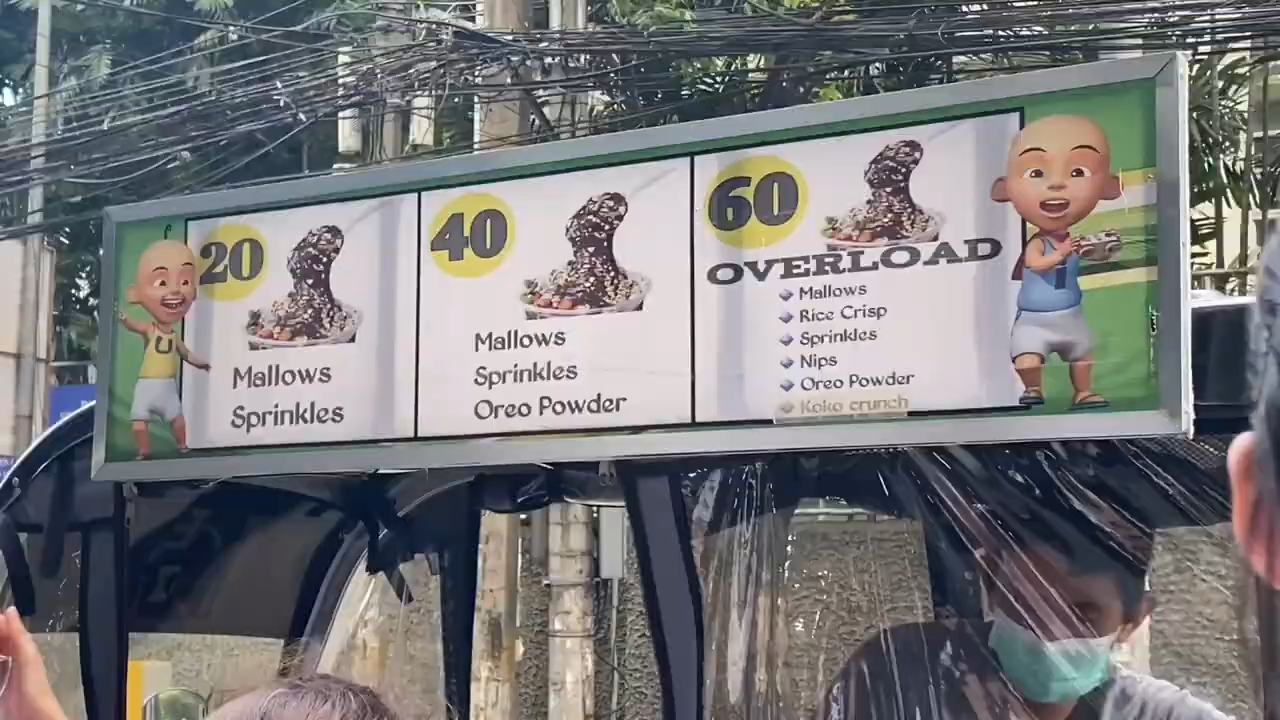 20
Mallows
Sprinkles
40
Mallows
Sprinkles
Oreo Powder
60
OVERLOAD
Mallows
Rice Crisp
Sprinkles
Nips
Oreo Powder
Koko crunch
U
I